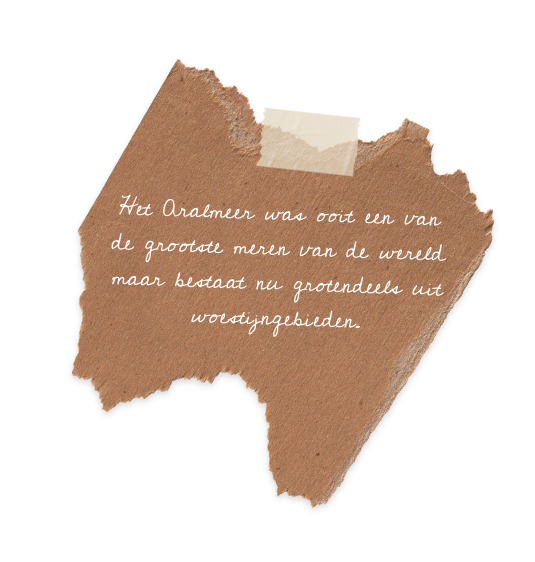 Het Aralmeer was ooit een van
de grootste meren van de wereld
maar bestaat nu grotendeels uit
woestijngebieden.